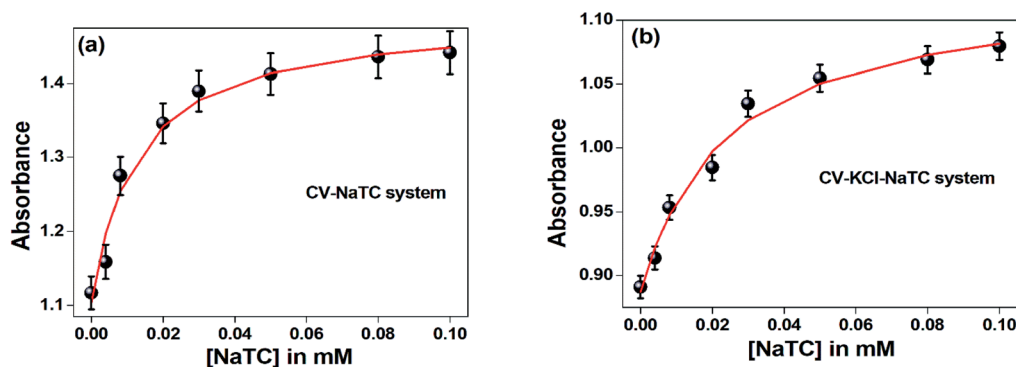 (a)
1.4
1.3
1.2
1.1
Absorbance
CV-NaTC system
0.00 0.02 0.04 0.06 0.08 0.10
[NaTC] in mM
(b)
1.10
1.05
1.00
0.95
0.90
Absorbance
CV-KCl-NaTC system
0.00 0.02 0.04 0.06 0.08 0.10
[NaTC] in mM